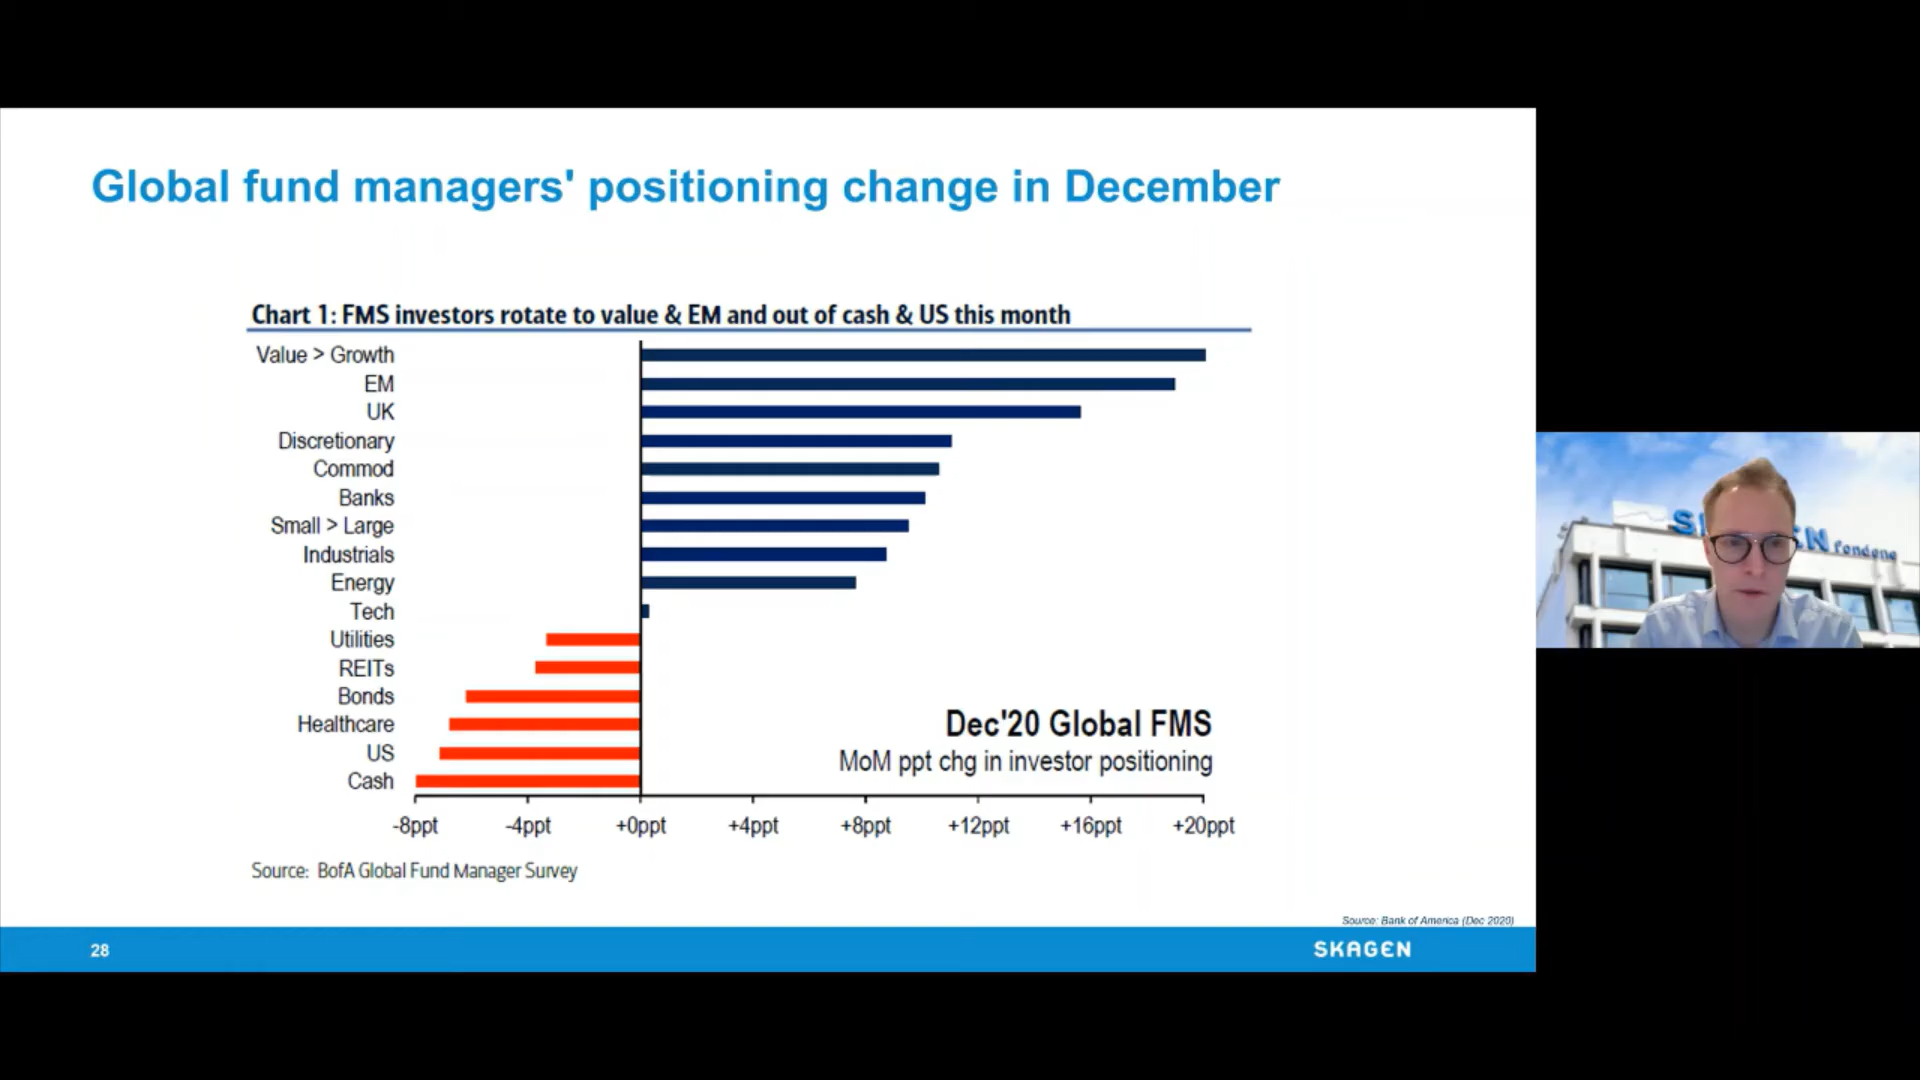 Global fund managers' positioning change in December
Chart 1: FMS investors rotate to value & EM and out of cash & US this month
Value > Growth
EM
UK
Discretionary
Commod
Banks
Small > Large
Industrials
Energy
Tech
Utilities
REITs
Bonds
Healthcare
US
Cash
Dec'20 Global FMS
MoM ppt chg in investor positioning
-8ppt -4ppt +0ppt +4ppt +8ppt +12ppt +16ppt +20ppt
Source: BofA Global Fund Manager Survey
Source: Bank of America (Dec 2020)
28
SKAGEN
fondene